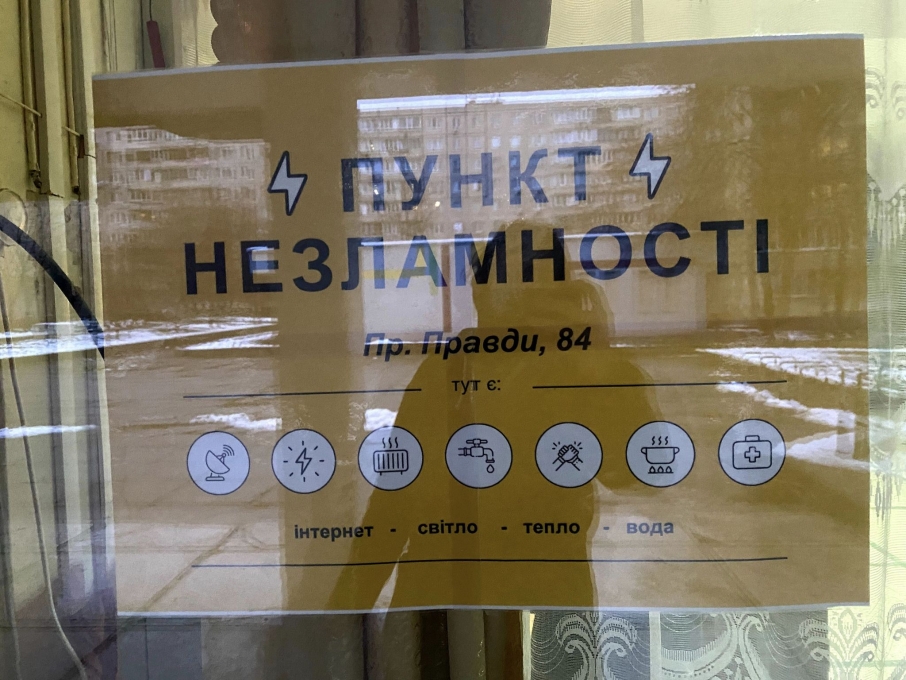 ПУНКТ
НЕЗЛАМНОСТІ
Пр. Правди, 84
тут є:
інтернет - світло - тепло - вода